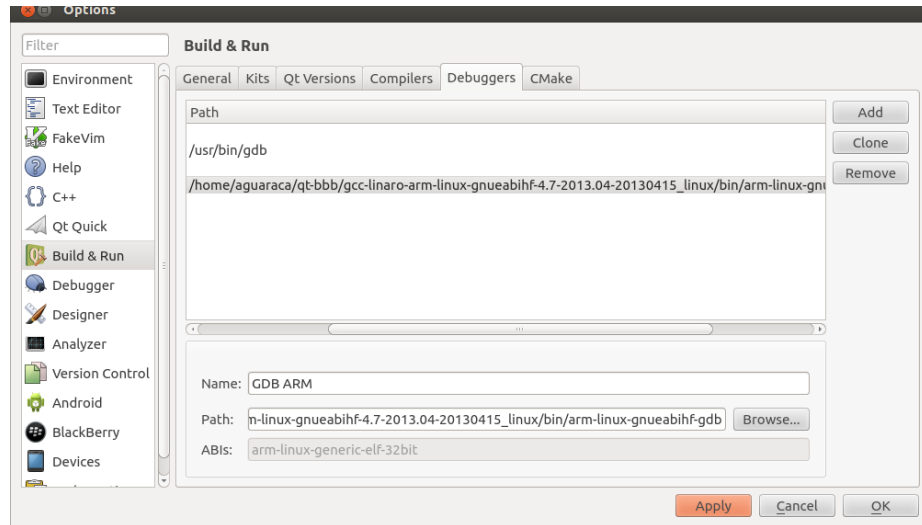 Options
Filter
Environment
Text Editor
FakeVim
Help
C++
Qt Quick
Build & Run
Debugger
Designer
Analyzer
Version Control
Android
BlackBerry
Devices
Build & Run
General Kits Qt Versions Compilers Debuggers CMake
Path
/usr/bin/gdb
/home/aguaraca/qt-bbb/gcc-linaro-arm-linux-gnueabihf-4.7-2013.04-20130415_linux/bin/arm-linux-gnu
Add
Clone
Remove
Name: GDB ARM
Path: m-linux-gnueabihf-4.7-2013.04-20130415_linux/bin/arm-linux-gnueabihf-gdb Browse...
ABIs: arm-linux-generic-elf-32bit
Apply Cancel OK